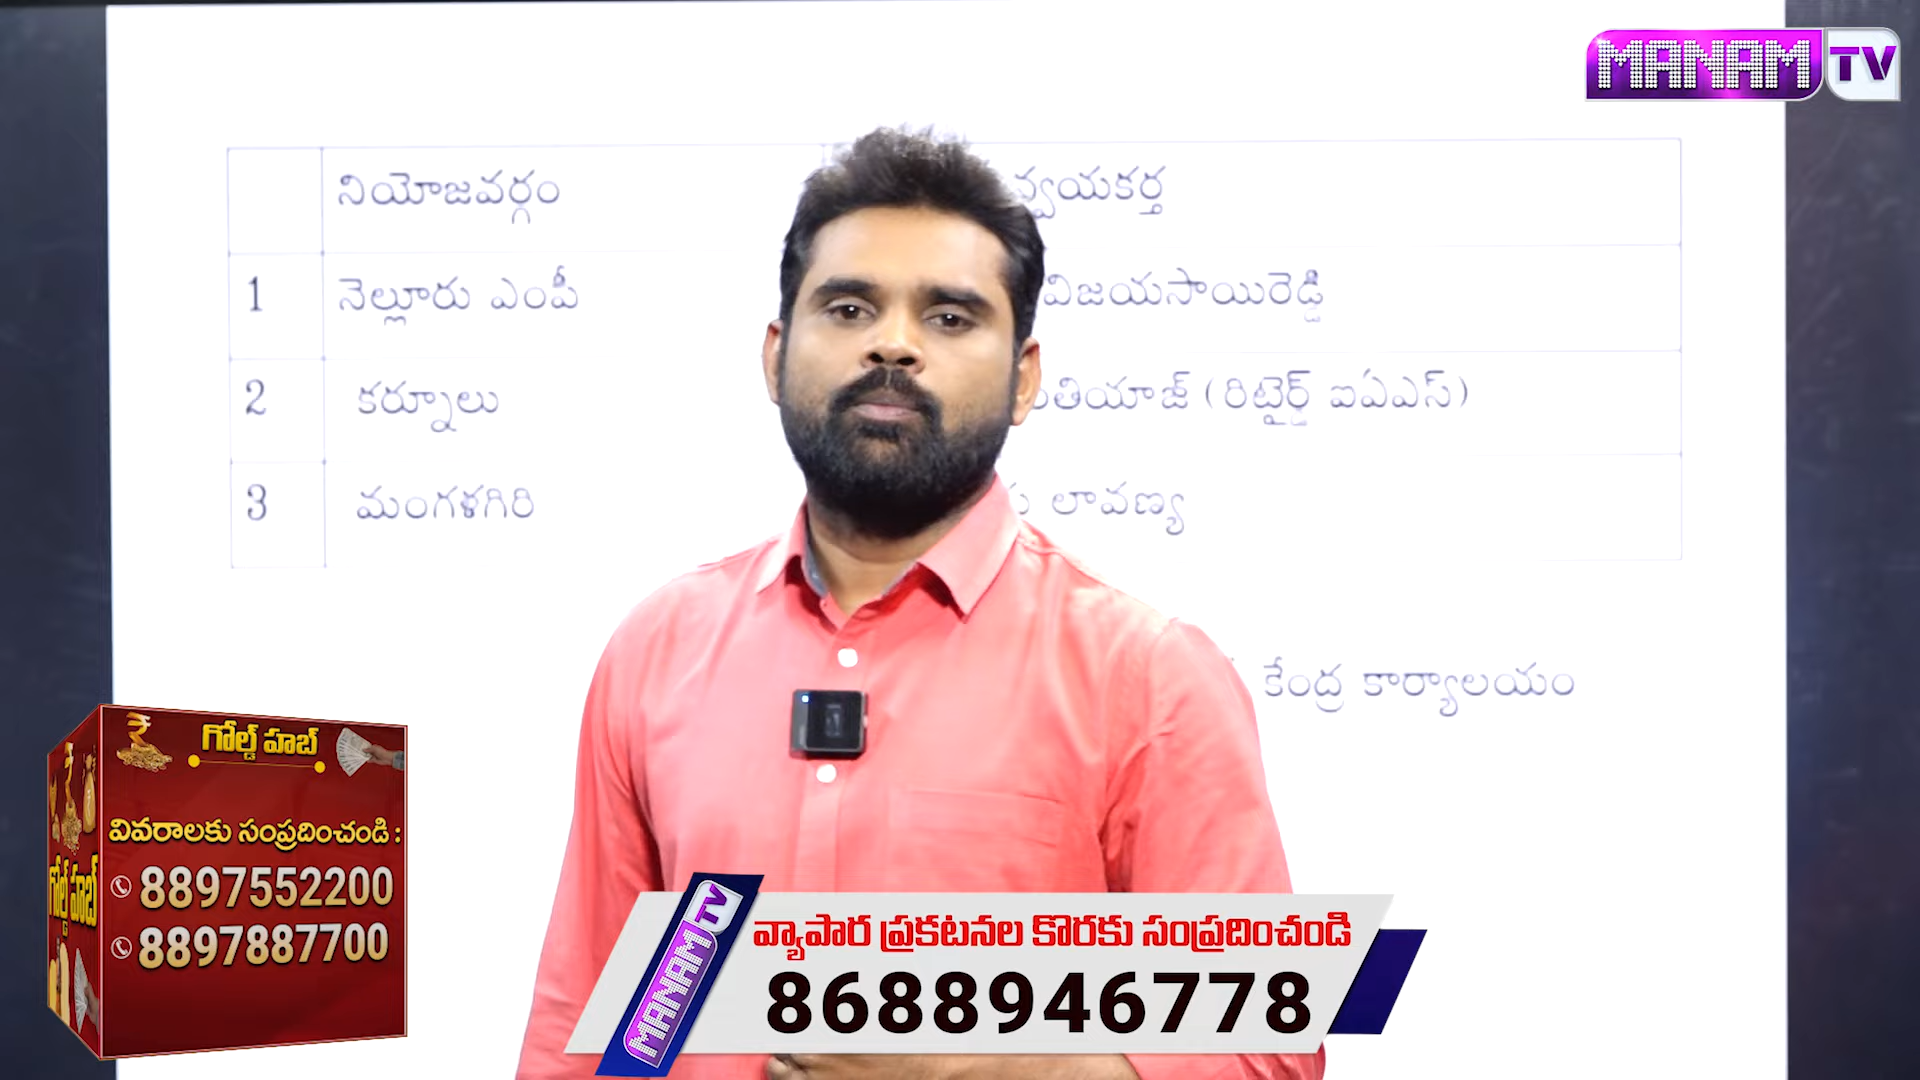 MANAM TV
నియోజవర్గం
1 నెల్లూరు ఎంపీ విజయసాయిరెడ్డి
2 కర్నూలు (రిటైర్డ్ ఐఏఎస్)
3 మంగళగిరి లావణ్య
కేంద్ర కార్యాలయం
గోల్డ్ హబ్
వివరాలకు సంప్రదించండి :
8897552200
8897887700
గోల్డ్ హబ్
MANAM TV
వ్యాపార ప్రకటనల కొరకు సంప్రదించండి
8688946778